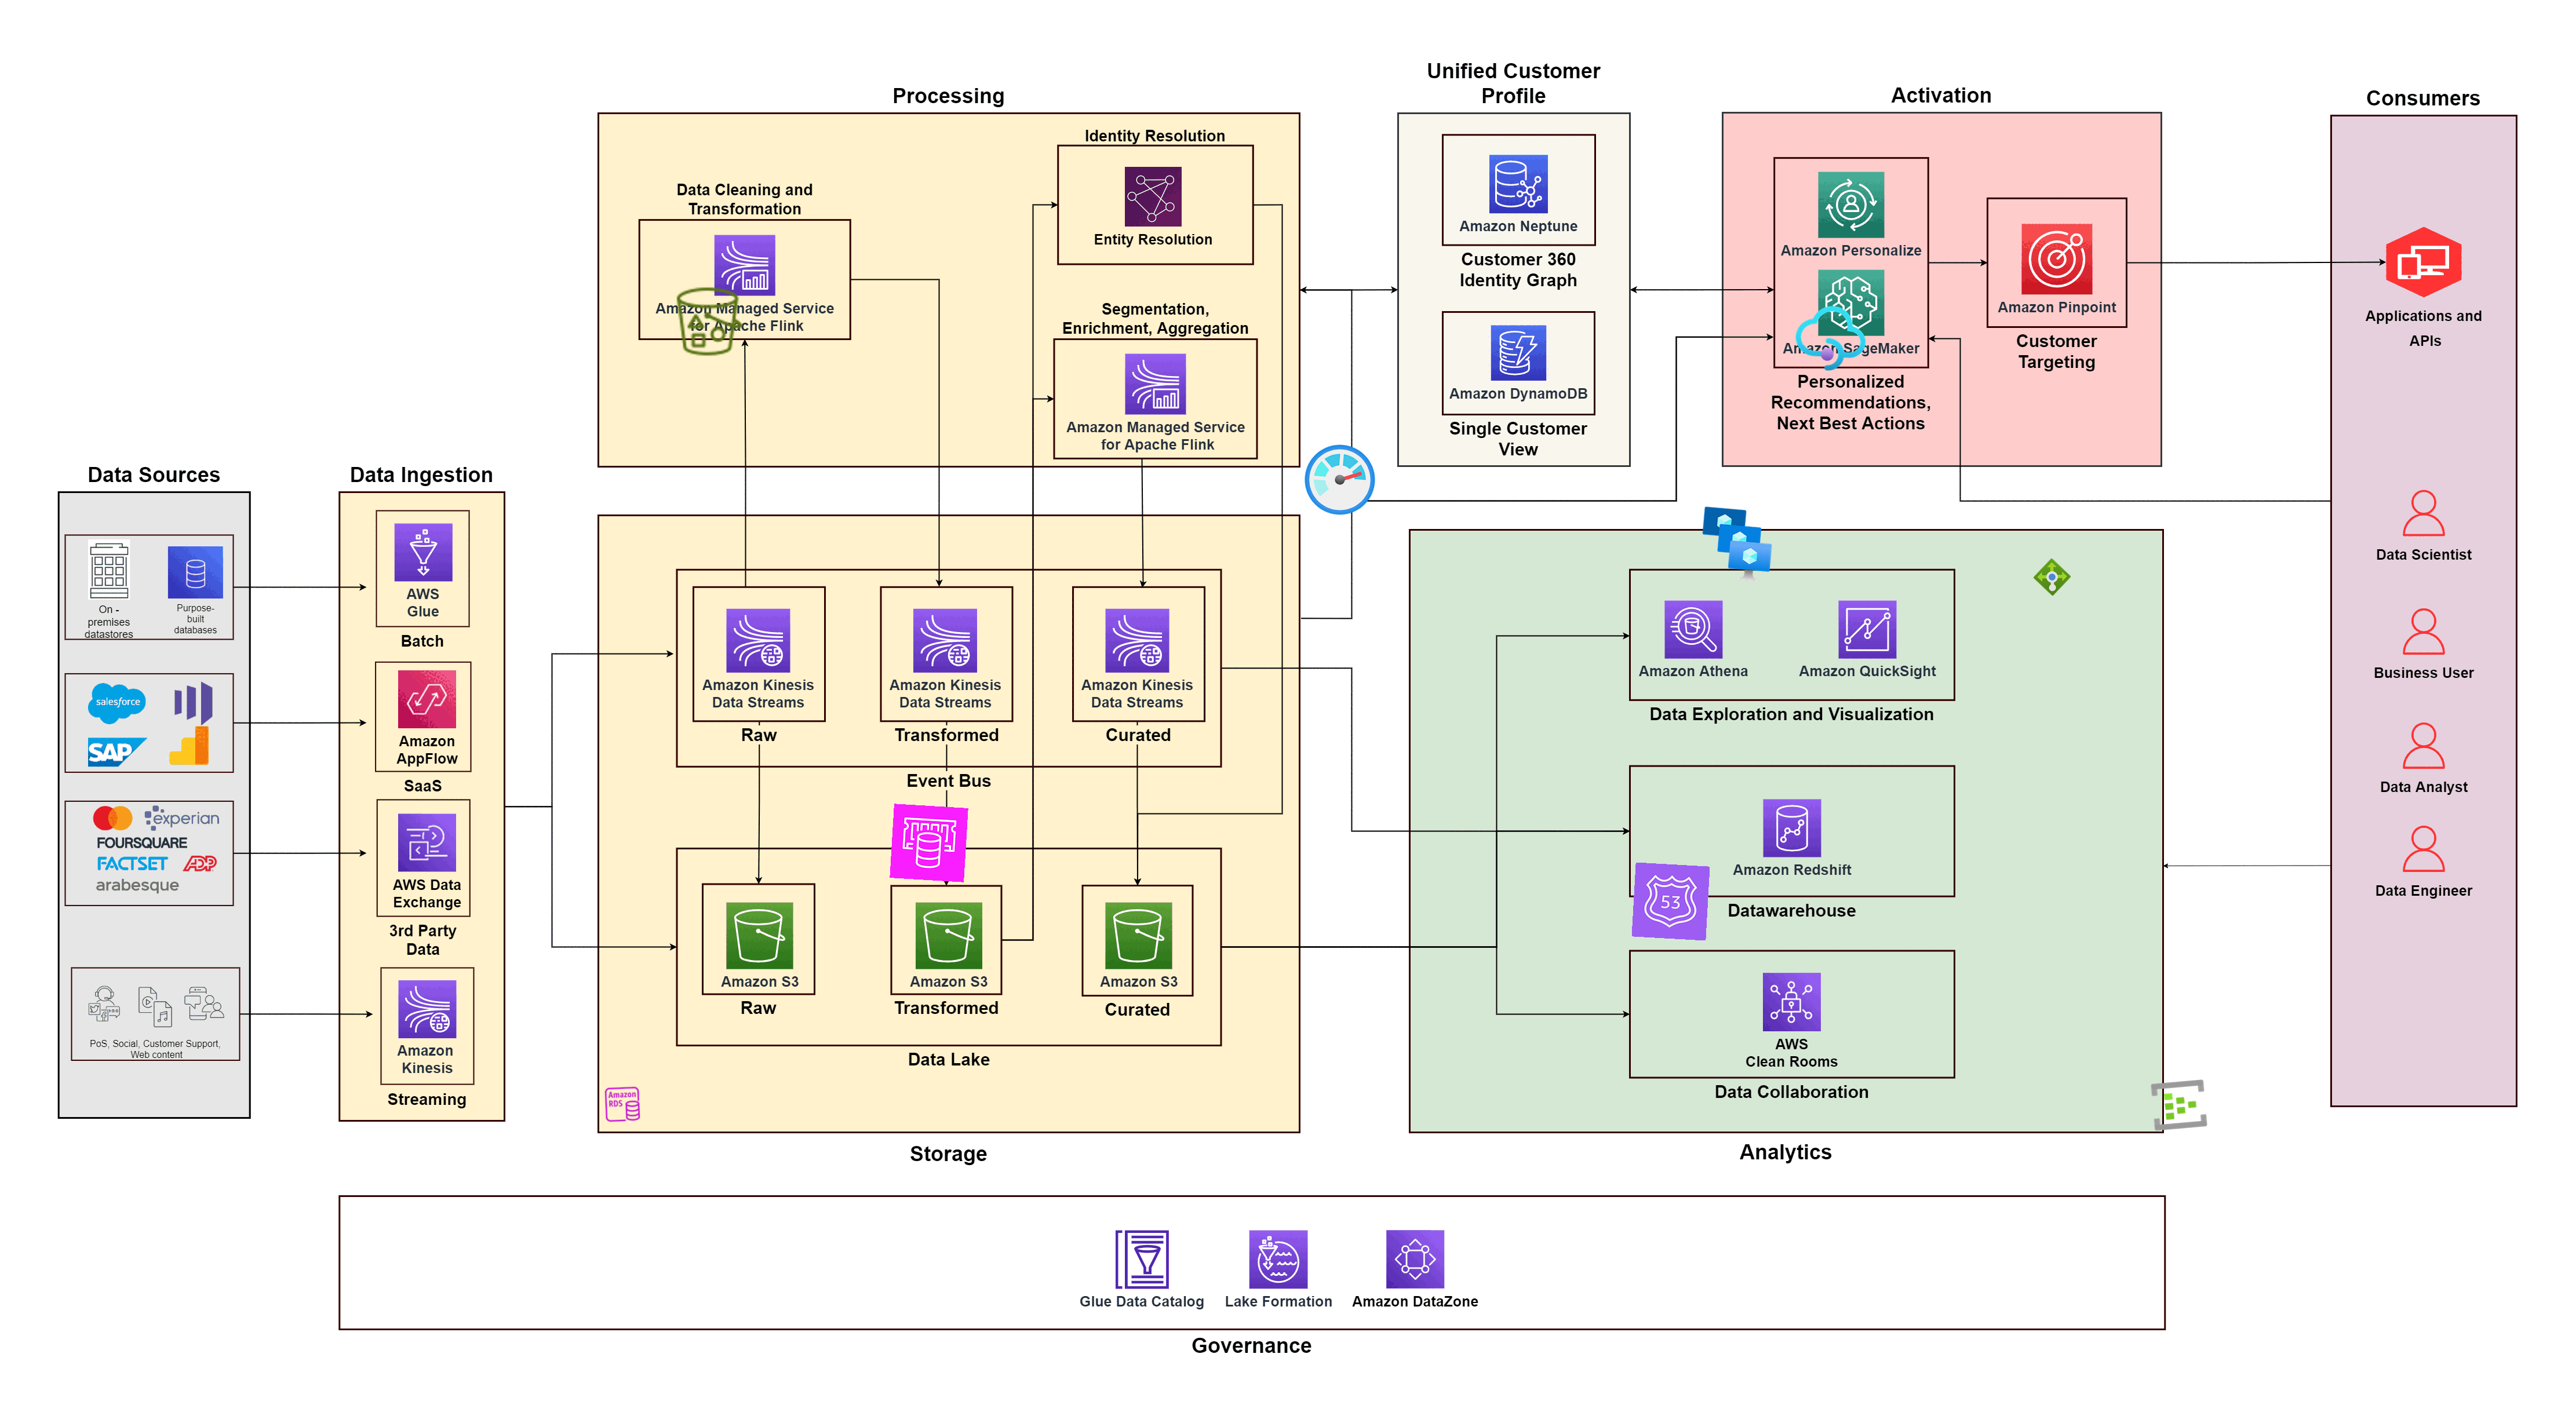 Data Sources
On -
premises
datastores
Purpose-
built
databases
salesforce
SAP
experian
FOURSQUARE
FACTSET
ADP
arabesque
PoS, Social, Customer Support,
Web content
Data Ingestion
AWS
Glue
Batch
Amazon
AppFlow
SaaS
AWS Data
Exchange
3rd Party
Data
Amazon
Kinesis
Streaming
Processing
Data Cleaning and
Transformation
Amazon Managed Service
for Apache Flink
Identity Resolution
Entity Resolution
Segmentation,
Enrichment, Aggregation
Amazon Managed Service
for Apache Flink
Amazon Kinesis
Data Streams
Raw
Amazon Kinesis
Data Streams
Transformed
Amazon Kinesis
Data Streams
Curated
Event Bus
Amazon S3
Raw
Amazon S3
Transformed
Amazon S3
Curated
Data Lake
Amazon
RDS
Storage
Unified Customer
Profile
Amazon Neptune
Customer 360
Identity Graph
Amazon DynamoDB
Single Customer
View
Activation
Amazon Personalize
Amazon SageMaker
Personalized
Recommendations,
Next Best Actions
Amazon Pinpoint
Customer
Targeting
Amazon Athena
Amazon QuickSight
Data Exploration and Visualization
Amazon Redshift
53
Datawarehouse
AWS
Clean Rooms
Data Collaboration
Analytics
Consumers
Applications and
APIs
Data Scientist
Business User
Data Analyst
Data Engineer
Glue Data Catalog
Lake Formation
Amazon DataZone
Governance